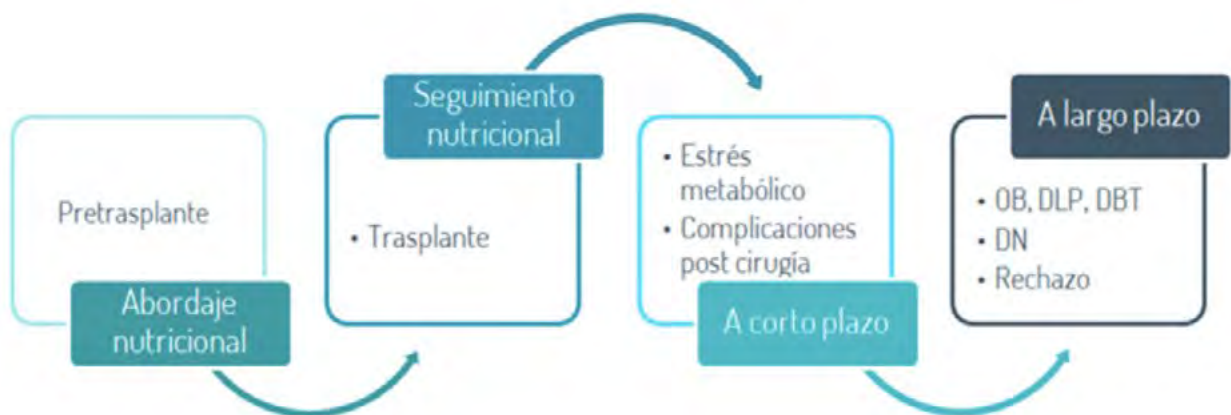 Pretrasplante
Abordaje
nutricional
Seguimiento
nutricional
• Trasplante
• Estrés
metabólico
• Complicaciones
post cirugía
A corto plazo
A largo plazo
• OB, DLP, DBT
• DN
• Rechazo